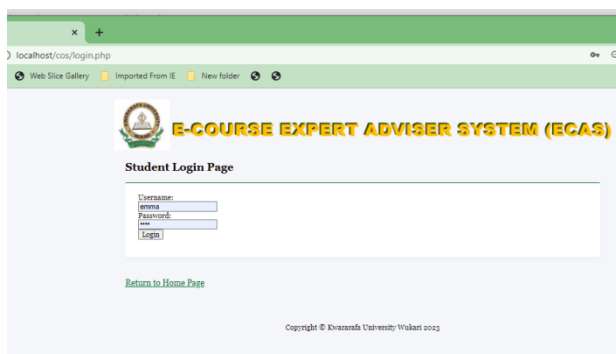 localhost/cos/login.php
Web Slice Gallery Imported From IE New folder
E-COURSE EXPERT ADVISER SYSTEM (ECAS)
Student Login Page
Username:
emma
Password:
••••
Login
Return to Home Page
Copyright © Kwararafa University Wukari 2023